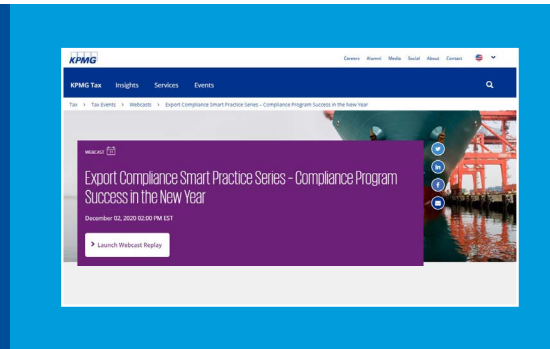 KPMG
Careers Alumni Media Social About Contact
KPMG Tax Insights Services Events
Tax > Tax Events > Webcasts > Export Compliance Smart Practice Series – Compliance Program Success in the New Year
WEBCAST
Export Compliance Smart Practice Series - Compliance Program
Success in the New Year
December 02, 2020 02:00 PM EST
> Launch Webcast Replay